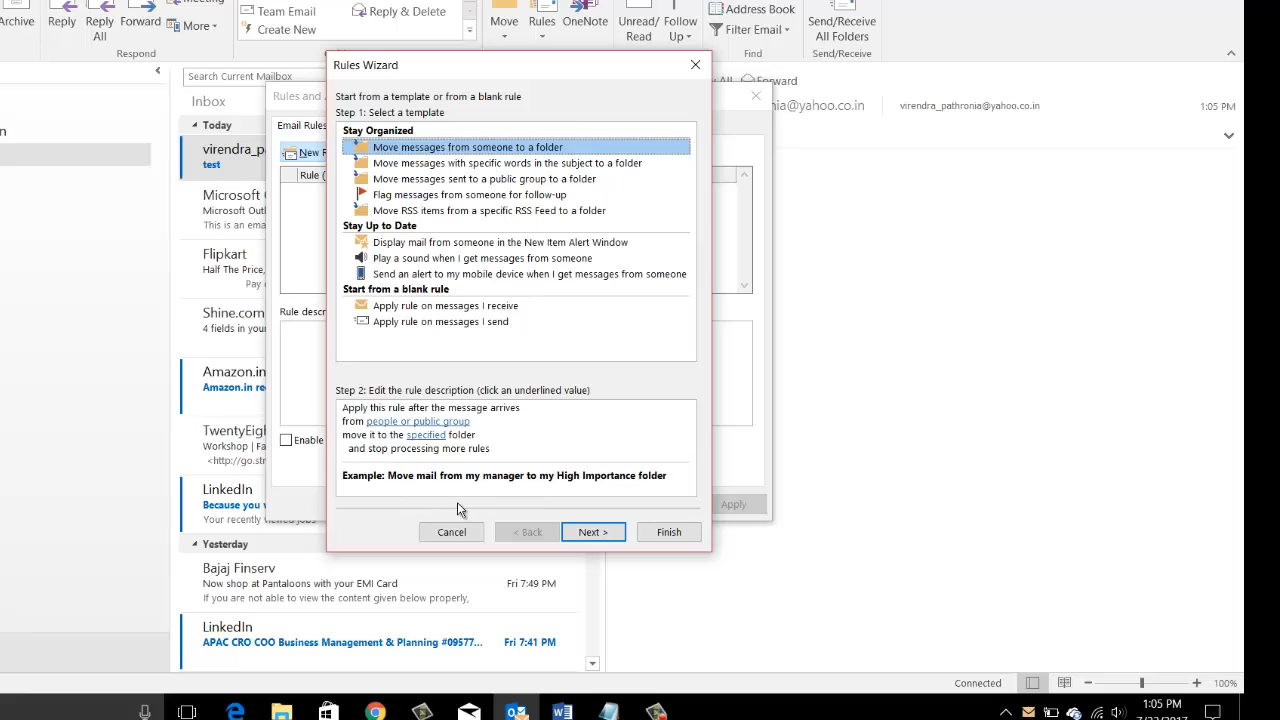 Archive
Reply
Reply All
Forward
Meeting
More
Respond
Team Email
Reply & Delete
Create New
Move
Rules
OneNote
Unread/ Read
Follow Up
Address Book
Filter Email
Find
Send/Receive All Folders
Send/Receive
Search Current Mailbox
Inbox
Today
virendra_p
test
Microsoft O
Microsoft Outl
This is an ema
Flipkart
Half The Price,
Pay
Shine.com
4 fields in your
Amazon.in
Amazon.in re
TwentyEigh
Workshop | Fa
<http://go.str
LinkedIn
Because you v
Your recently viewed jobs
Yesterday
Bajaj Finserv
Now shop at Pantaloons with your EMI Card
Fri 7:49 PM
If you are not able to view the content given below properly,
LinkedIn
APAC CRO COO Business Management & Planning #09577...
Fri 7:41 PM
Rules and A
Email Rules
New R
Rule (
Rule descr
Enable
Apply
Rules Wizard
Start from a template or from a blank rule
Step 1: Select a template
Stay Organized
Move messages from someone to a folder
Move messages with specific words in the subject to a folder
Move messages sent to a public group to a folder
Flag messages from someone for follow-up
Move RSS items from a specific RSS Feed to a folder
Stay Up to Date
Display mail from someone in the New Item Alert Window
Play a sound when I get messages from someone
Send an alert to my mobile device when I get messages from someone
Start from a blank rule
Apply rule on messages I receive
Apply rule on messages I send
Step 2: Edit the rule description (click an underlined value)
Apply this rule after the message arrives
from people or public group
move it to the specified folder
and stop processing more rules
Example: Move mail from my manager to my High Importance folder
Cancel
< Back
Next >
Finish
All
Forward
ia@yahoo.co.in
virendra_pathronia@yahoo.co.in
1:05 PM
Connected
100%
1:05 PM